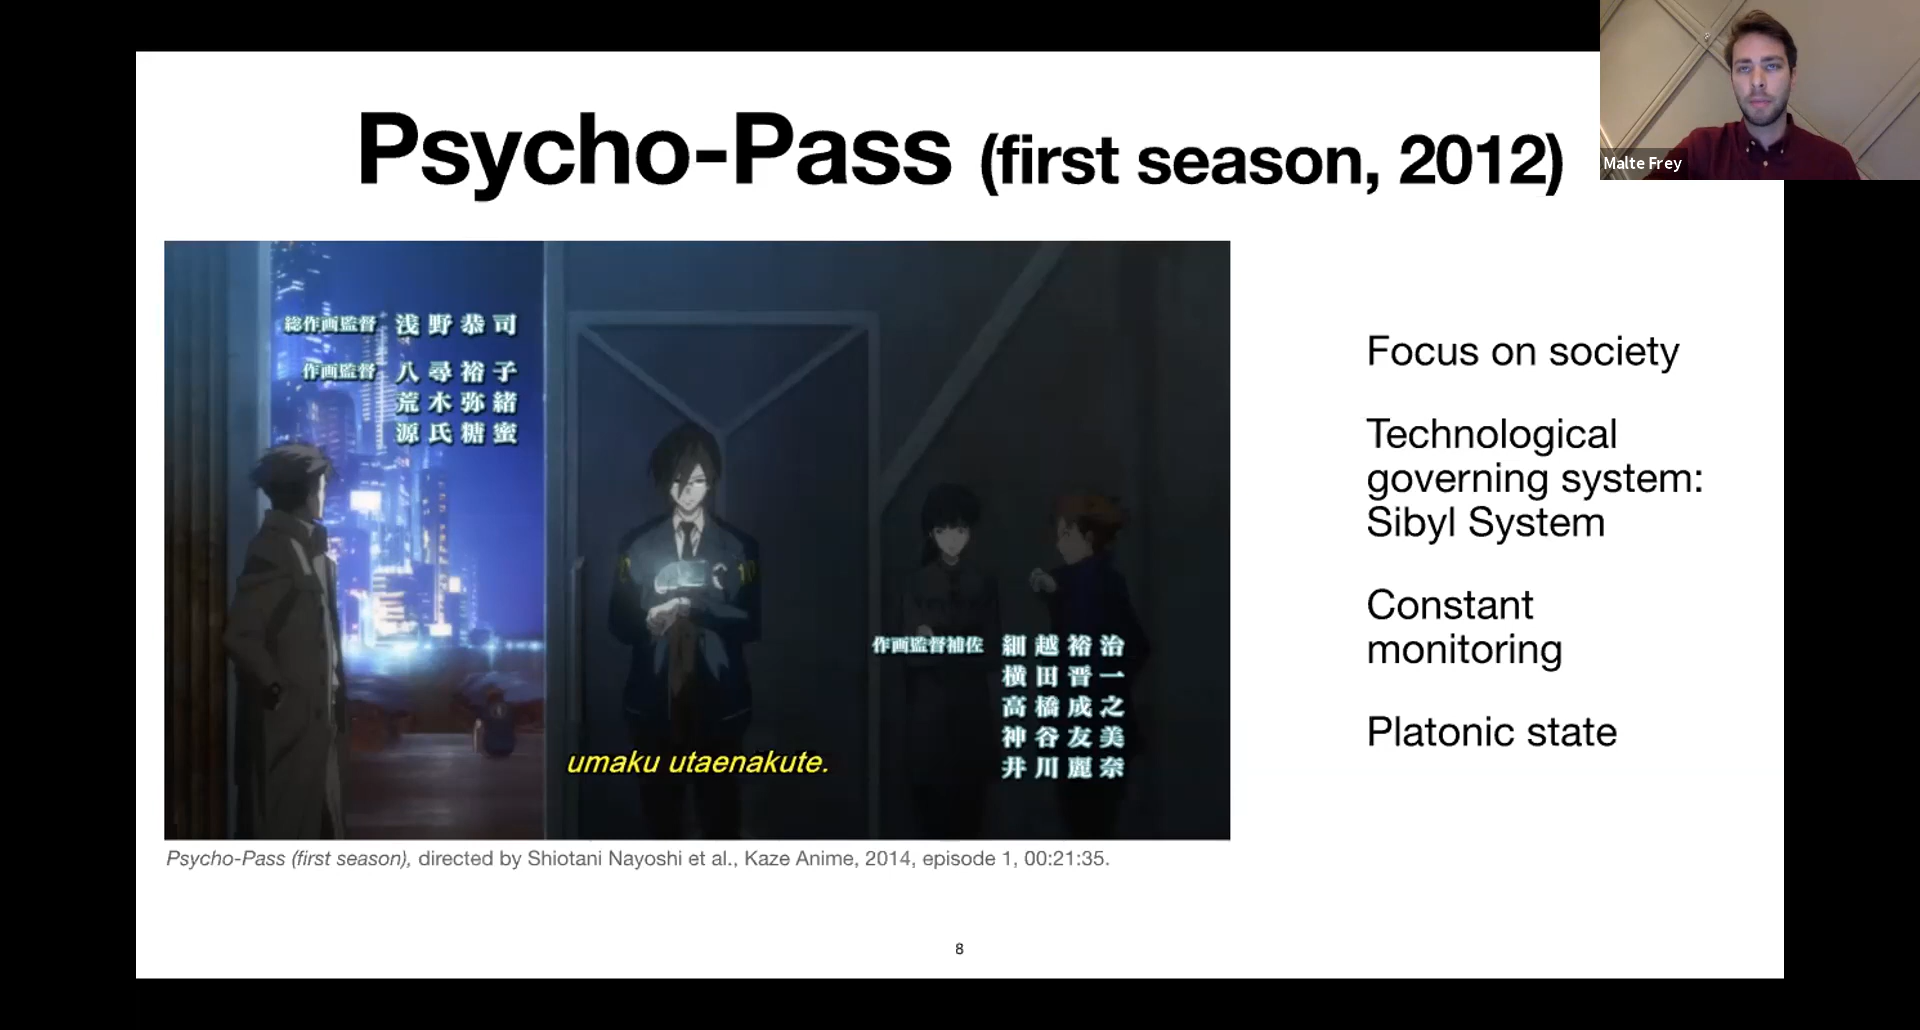 Psycho-Pass (first season, 2012)
Malte Frey
総作画監督 浅野恭司
作画監督 八尋裕子
荒木弥緒
源氏糖蜜
作画監督補佐 細越裕治
横田晋一
高橋成之
神谷友美
井川麗奈
umaku utaenakute.
Psycho-Pass (first season), directed by Shiotani Nayoshi et al., Kaze Anime, 2014, episode 1, 00:21:35.
Focus on society
Technological
governing system:
Sibyl System
Constant
monitoring
Platonic state
8